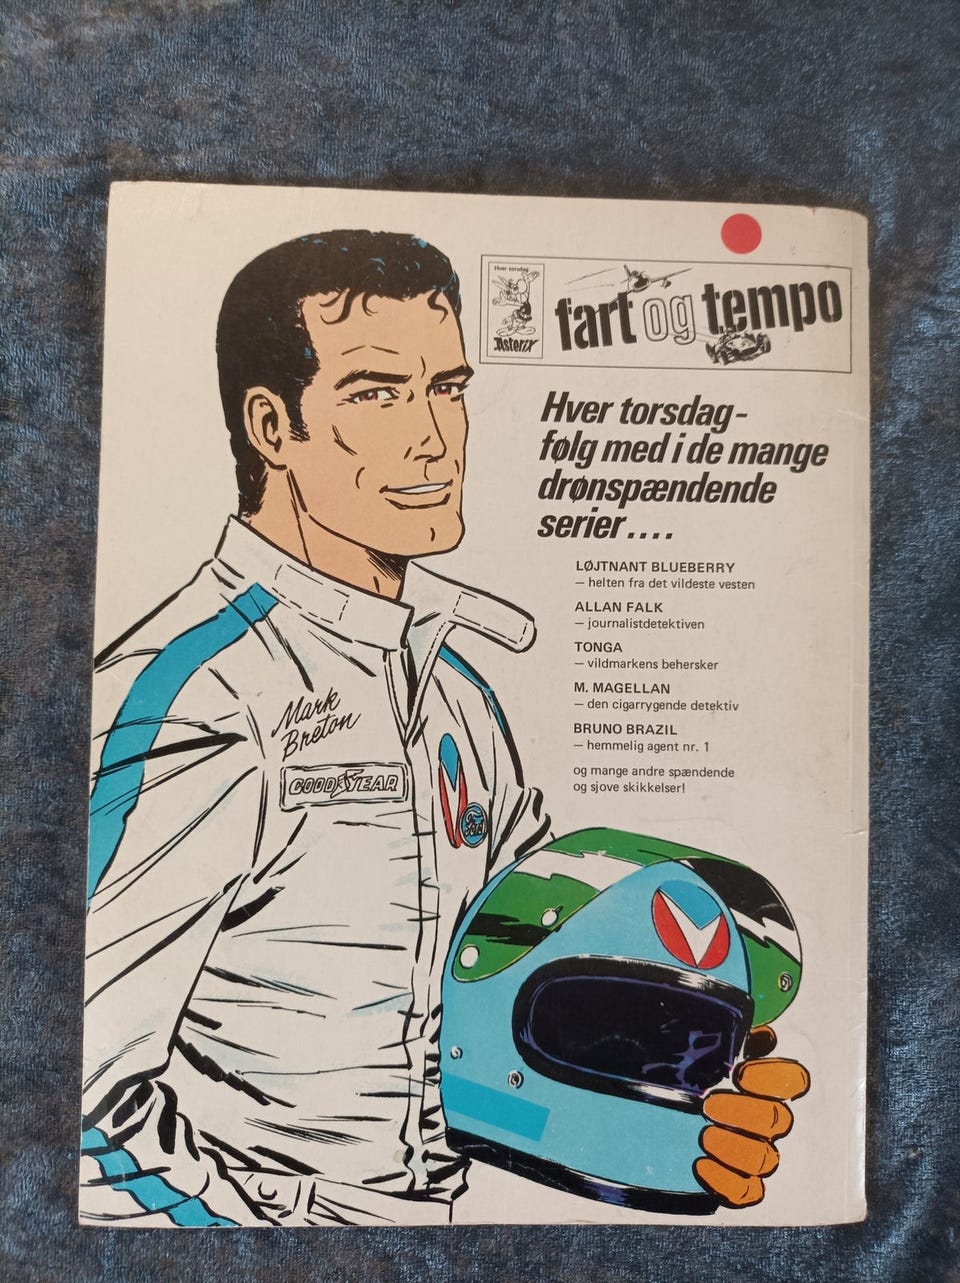 Hver torsdag
Asterix
fart og tempo
Hver torsdag–
følg med i de mange
drønspændende
serier....
LØJTNANT BLUEBERRY
— helten fra det vildeste vesten
ALLAN FALK
— journalistdetektiven
TONGA
— vildmarkens behersker
M. MAGELLAN
— den cigarrygende detektiv
BRUNO BRAZIL
— hemmelig agent nr. 1
og mange andre spændende
og sjove skikkelser!
Mark
Breton
GOODYEAR
Ford